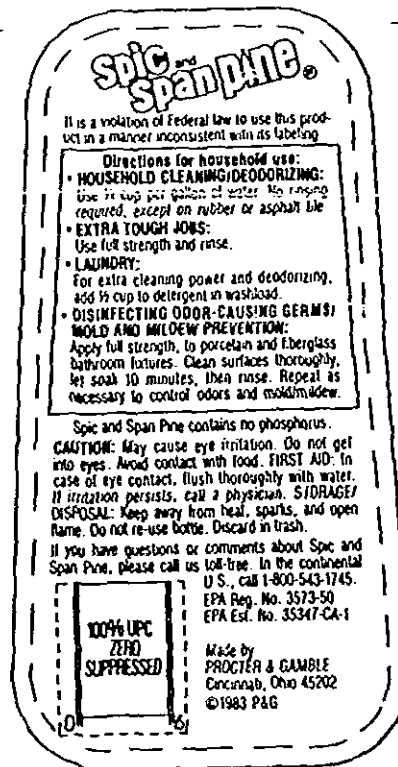 Spic and
Span pine®
It is a violation of Federal law to use this prod-
uct in a manner inconsistent with its labeling
Directions for household use:
• HOUSEHOLD CLEANING/DEODORIZING:
Use cup per gallon of water. No rinsing
required, except on rubber or asphalt tile
• EXTRA TOUGH JOBS:
Use full strength and rinse.
• LAUNDRY:
For extra cleaning power and deodorizing,
add ½ cup to detergent in washload.
• DISINFECTING ODOR-CAUSING GERMS/
MOLD AND MILDEW PREVENTION:
Apply full strength, to porcelain and fiberglass
bathroom fixtures. Clean surfaces thoroughly,
let soak 10 minutes, then rinse. Repeat as
necessary to control odors and mold/mildew.
Spic and Span Pine contains no phosphorus.
CAUTION: May cause eye irritation. Do not get
into eyes. Avoid contact with food. FIRST AID: In
case of eye contact, flush thoroughly with water.
If irritation persists, call a physician. STORAGE/
DISPOSAL: Keep away from heat, sparks, and open
flame. Do not re-use bottle. Discard in trash.
If you have questions or comments about Spic and
Span Pine, please call us toll-free. In the continental
U S., call 1-800-543-1745.
EPA Reg. No. 3573-50
EPA Est. No. 35347-CA-1
100% UPC
ZERO
SUPPRESSED
0 6
Made by
PROCTER & GAMBLE
Cincinnati, Ohio 45202
©1983 P&G